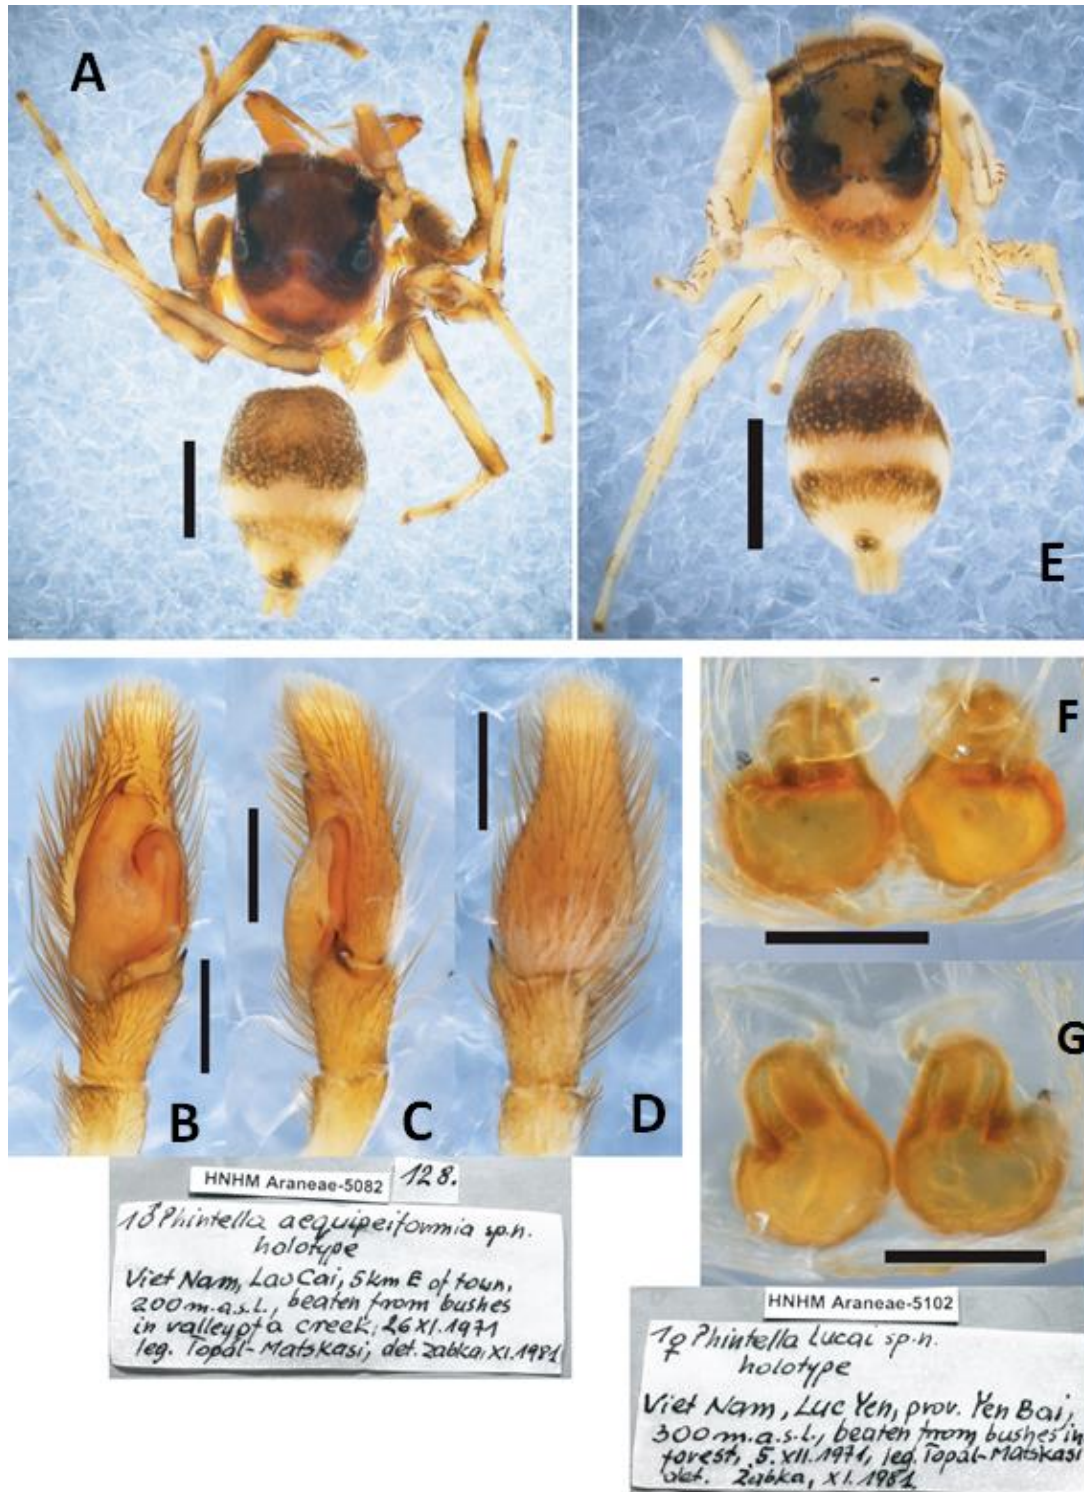 A
E
B
C
D
F
G
HNHM Araneae-5082
128.
1♂ Phintella aequipeiformia sp.n.
holotype
Viet Nam, Lao Cai, 5km E of town,
200 m.a.s.l., beaten from bushes
in valley of a creek, 26 XI. 1971
leg. Topál-Matskasi, det. Żabka, XI. 1981
HNHM Araneae-5102
1♀ Phintella Lucai sp.n.
holotype
Viet Nam, Luc Yen, prov. Yen Bai,
300 m.a.s.l., beaten from bushes in
forest, 5. XII. 1971, leg. Topál-Matskasi
det. Żabka, XI. 1981